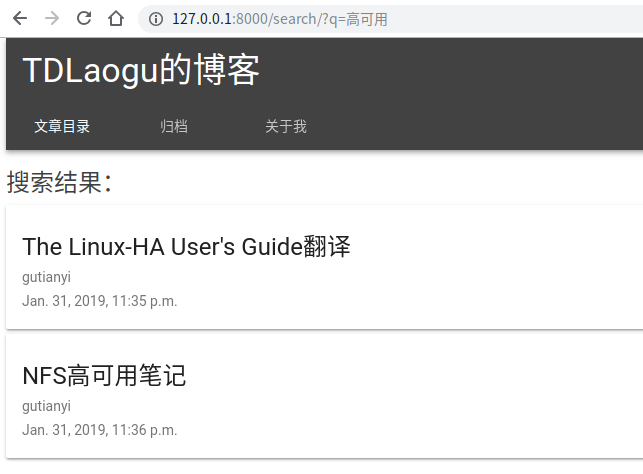 127.0.0.1:8000/search/?q=高可用
TDLaogu的博客
文章目录 归档 关于我
搜索结果：
The Linux-HA User's Guide翻译
gutianyi
Jan. 31, 2019, 11:35 p.m.
NFS高可用笔记
gutianyi
Jan. 31, 2019, 11:36 p.m.